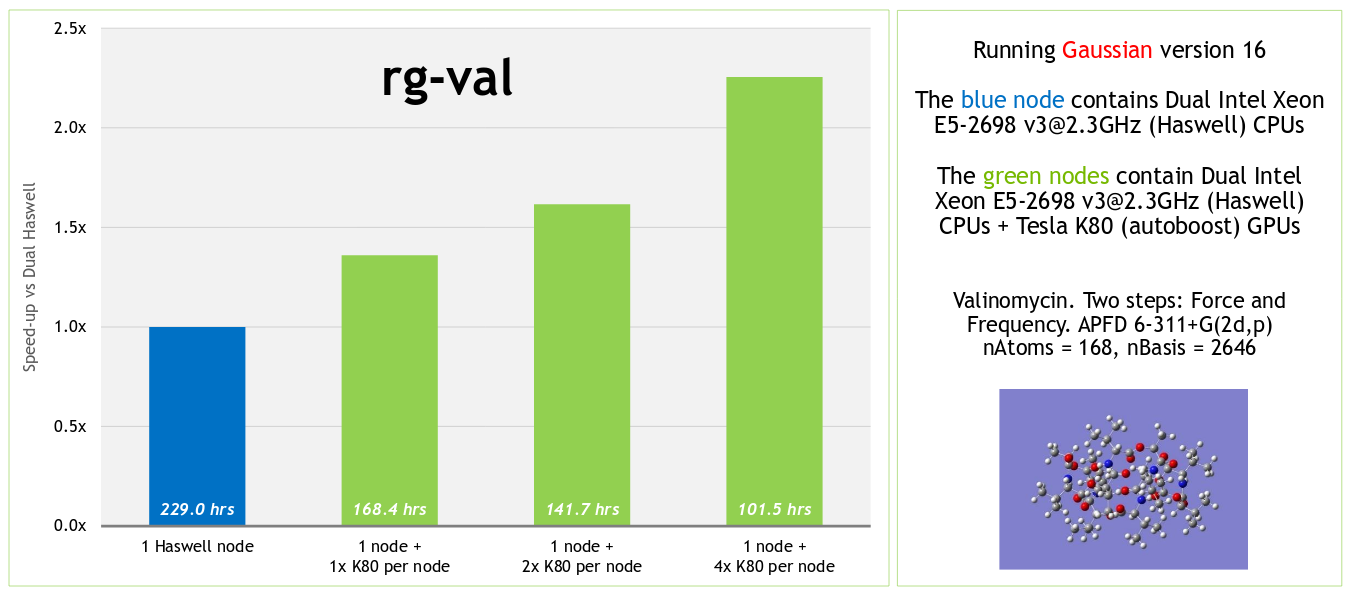 2.5x
rg-val
2.0x
1.5x
1.0x
0.5x
0.0x
Speed-up vs Dual Haswell
229.0 hrs
168.4 hrs
141.7 hrs
101.5 hrs
1 Haswell node
1 node +
1x K80 per node
1 node +
2x K80 per node
1 node +
4x K80 per node
Running Gaussian version 16
The blue node contains Dual Intel Xeon
E5-2698 v3@2.3GHz (Haswell) CPUs
The green nodes contain Dual Intel
Xeon E5-2698 v3@2.3GHz (Haswell)
CPUs + Tesla K80 (autoboost) GPUs
Valinomycin. Two steps: Force and
Frequency. APFD 6-311+G(2d,p)
nAtoms = 168, nBasis = 2646